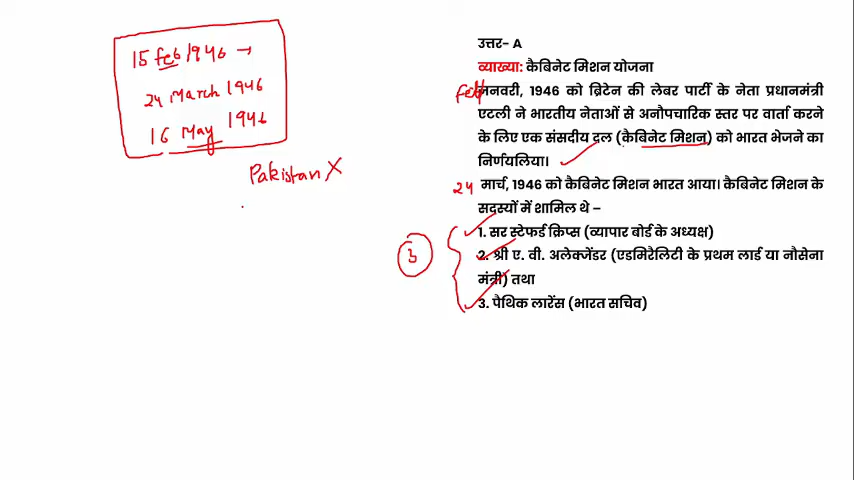 15 Feb 1946 →
24 March 1946
16 May 1946
Pakistan X
उत्तर- A
व्याख्या: कैबिनेट मिशन योजना
Feb
जनवरी, 1946 को ब्रिटेन की लेबर पार्टी के नेता प्रधानमंत्री
एटली ने भारतीय नेताओं से अनौपचारिक स्तर पर वार्ता करने
के लिए एक संसदीय दल (कैबिनेट मिशन) को भारत भेजने का
निर्णयलिया।
24 मार्च, 1946 को कैबिनेट मिशन भारत आया। कैबिनेट मिशन के
सदस्यों में शामिल थे –
3
1. सर स्टेफर्ड क्रिप्स (व्यापार बोर्ड के अध्यक्ष)
2. श्री ए. वी. अलेक्जेंडर (एडमिरैलिटी के प्रथम लार्ड या नौसेना
मंत्री) तथा
3. पैथिक लारेंस (भारत सचिव)